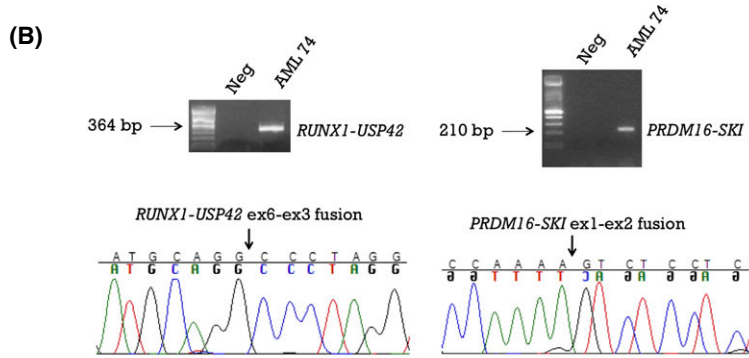 (B)
Neg AML 74
364 bp RUNX1-USP42
Neg AML 74
210 bp PRDM16-SKI
RUNX1-USP42 ex6-ex3 fusion
A T G C A G G C C C T A G G
A T G C A G G C C C T A G G
PRDM16-SKI ex1-ex2 fusion
C C A A A A G T C T C C T C
G G T T T T C A G A G G A G